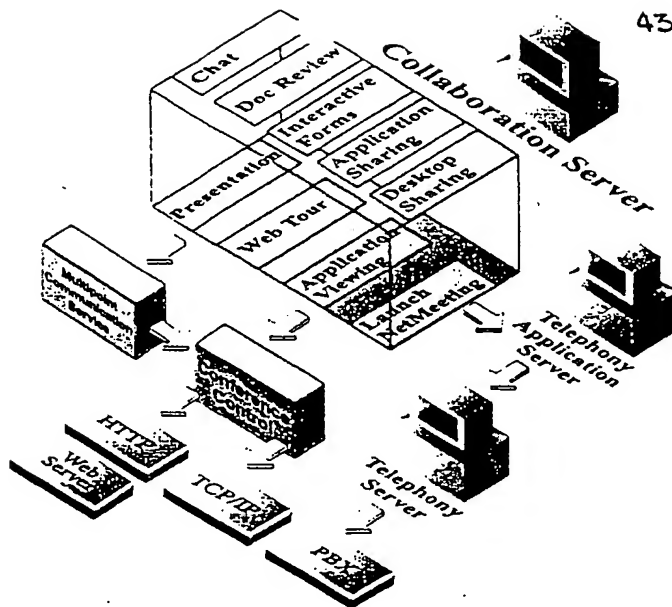 43
Chat
Doc Review
Interactive
Forms
Application
Sharing
Desktop
Sharing
Presentation
Web Tour
Application
Viewing
Launch
NetMeeting
Collaboration Server
Multipoint
Communication
Service
Conference
Control
Telephony
Application
Server
Telephony
Server
HTTP
Web
Server
TCP/IP
PBX